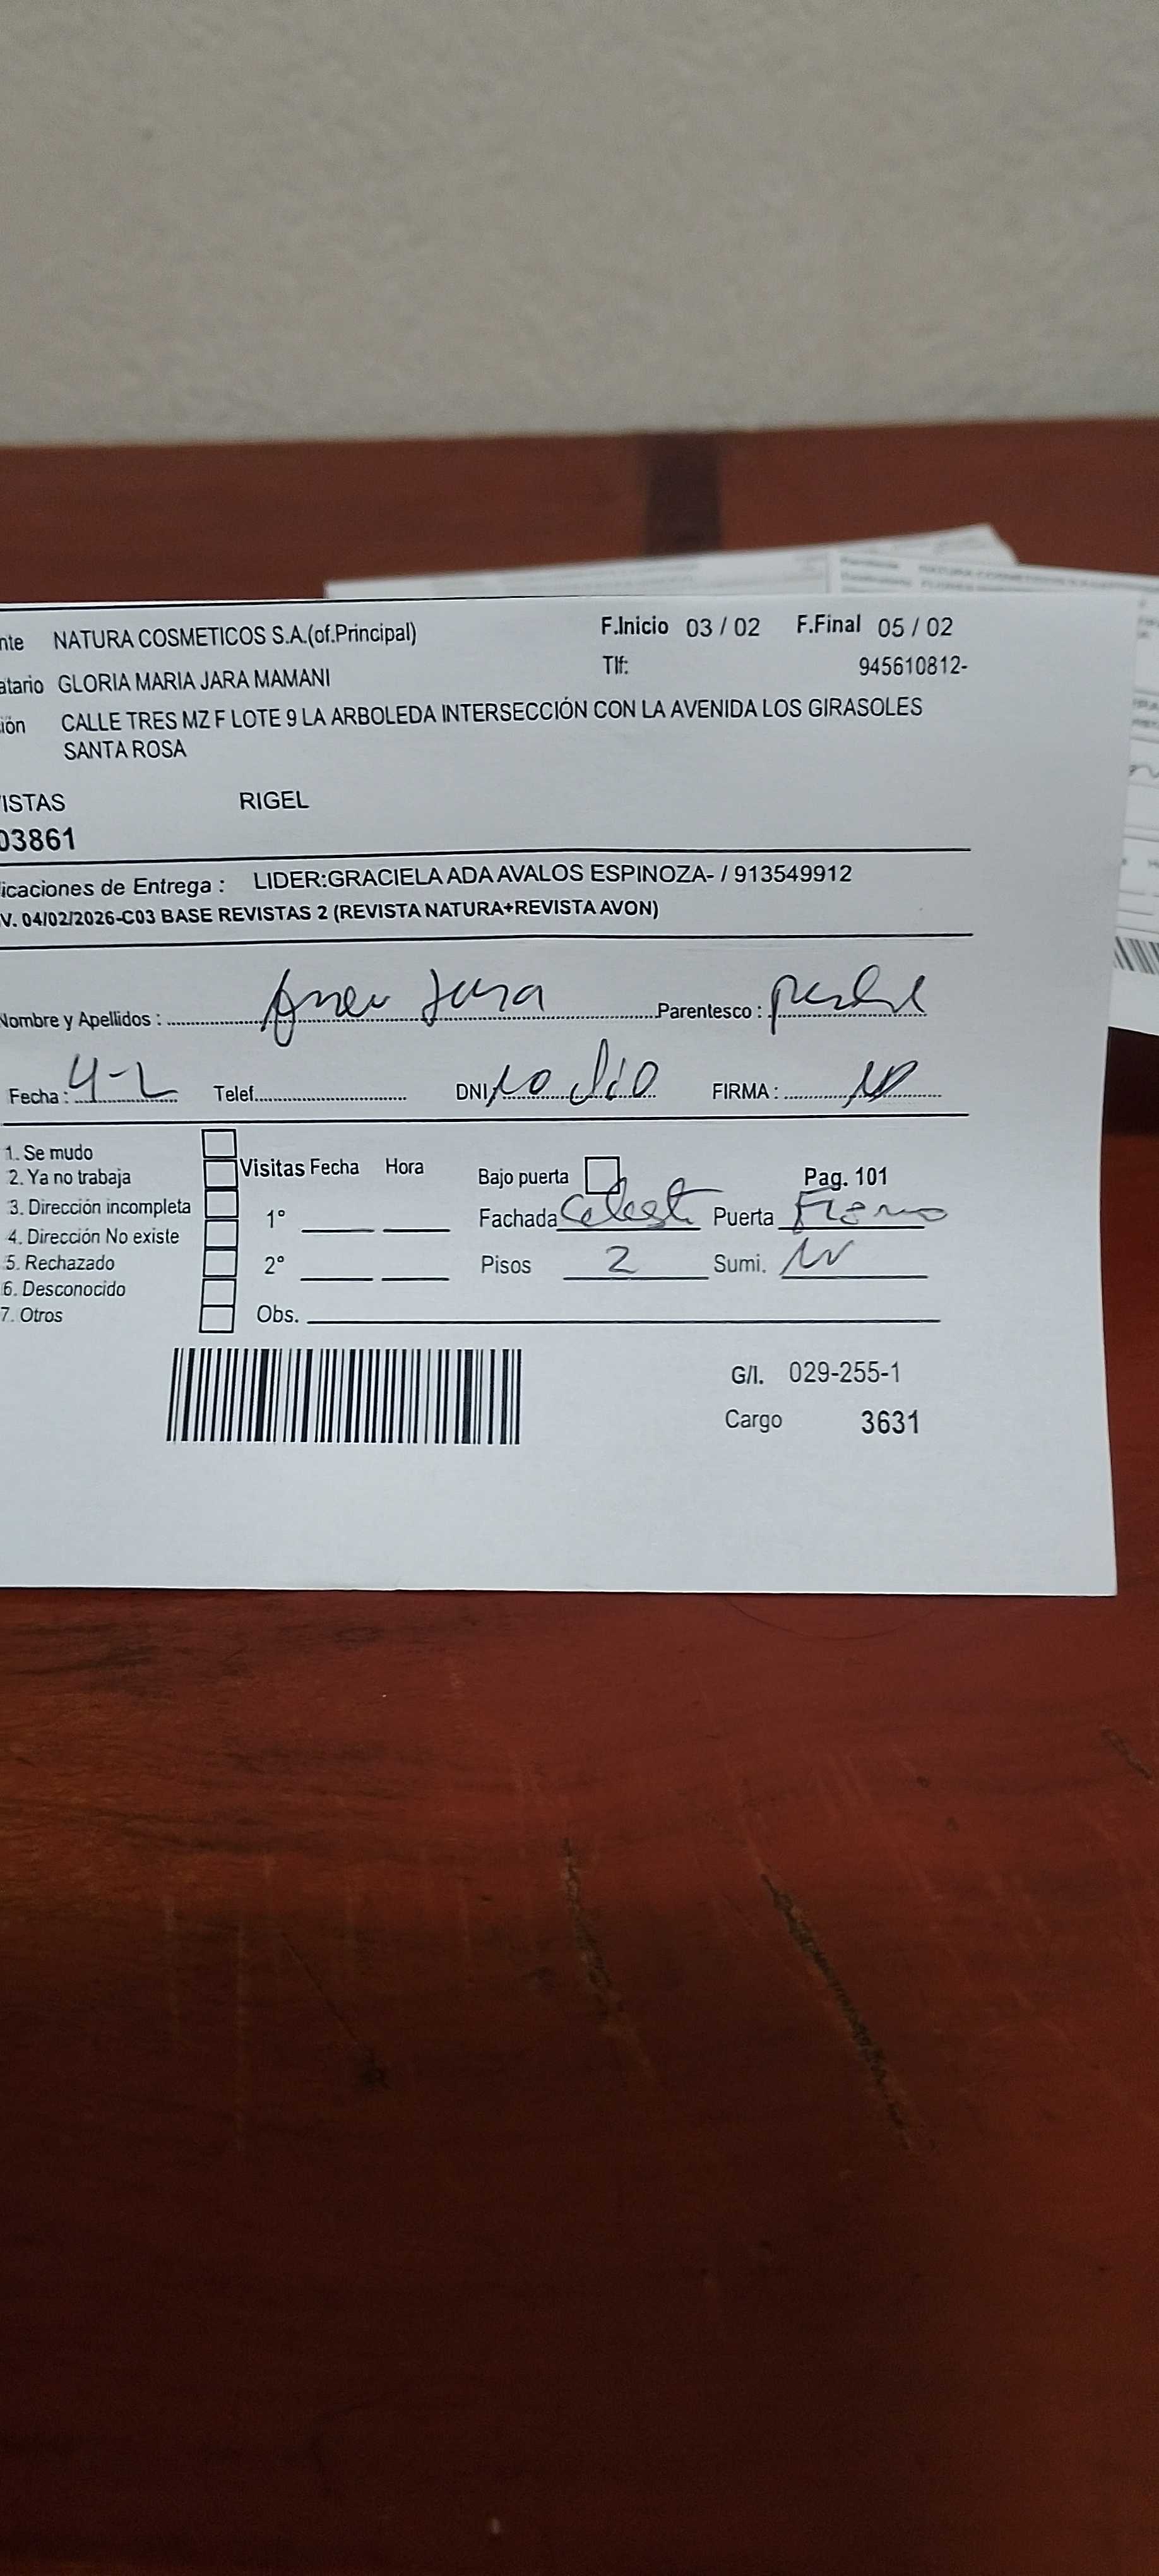 nte NATURA COSMETICOS S.A.(of.Principal) F.Inicio 03 / 02 F.Final 05 / 02
atario GLORIA MARIA JARA MAMANI Tlf: 945610812-
ión CALLE TRES MZ F LOTE 9 LA ARBOLEDA INTERSECCIÓN CON LA AVENIDA LOS GIRASOLES
SANTA ROSA
ISTAS RIGEL
03861
icaciones de Entrega : LIDER:GRACIELA ADA AVALOS ESPINOZA- / 913549912
V. 04/02/2026-C03 BASE REVISTAS 2 (REVISTA NATURA+REVISTA AVON)
Nombre y Apellidos : Jara Parentesco :
Fecha : 4-2 Telef. DNI no dio FIRMA :
1. Se mudo
2. Ya no trabaja Visitas Fecha Hora Bajo puerta Pag. 101
3. Dirección incompleta 1° Fachada Celeste Puerta Fierro
4. Dirección No existe
5. Rechazado 2° Pisos 2 Sumi.
6. Desconocido
7. Otros Obs.
G/I. 029-255-1
Cargo 3631